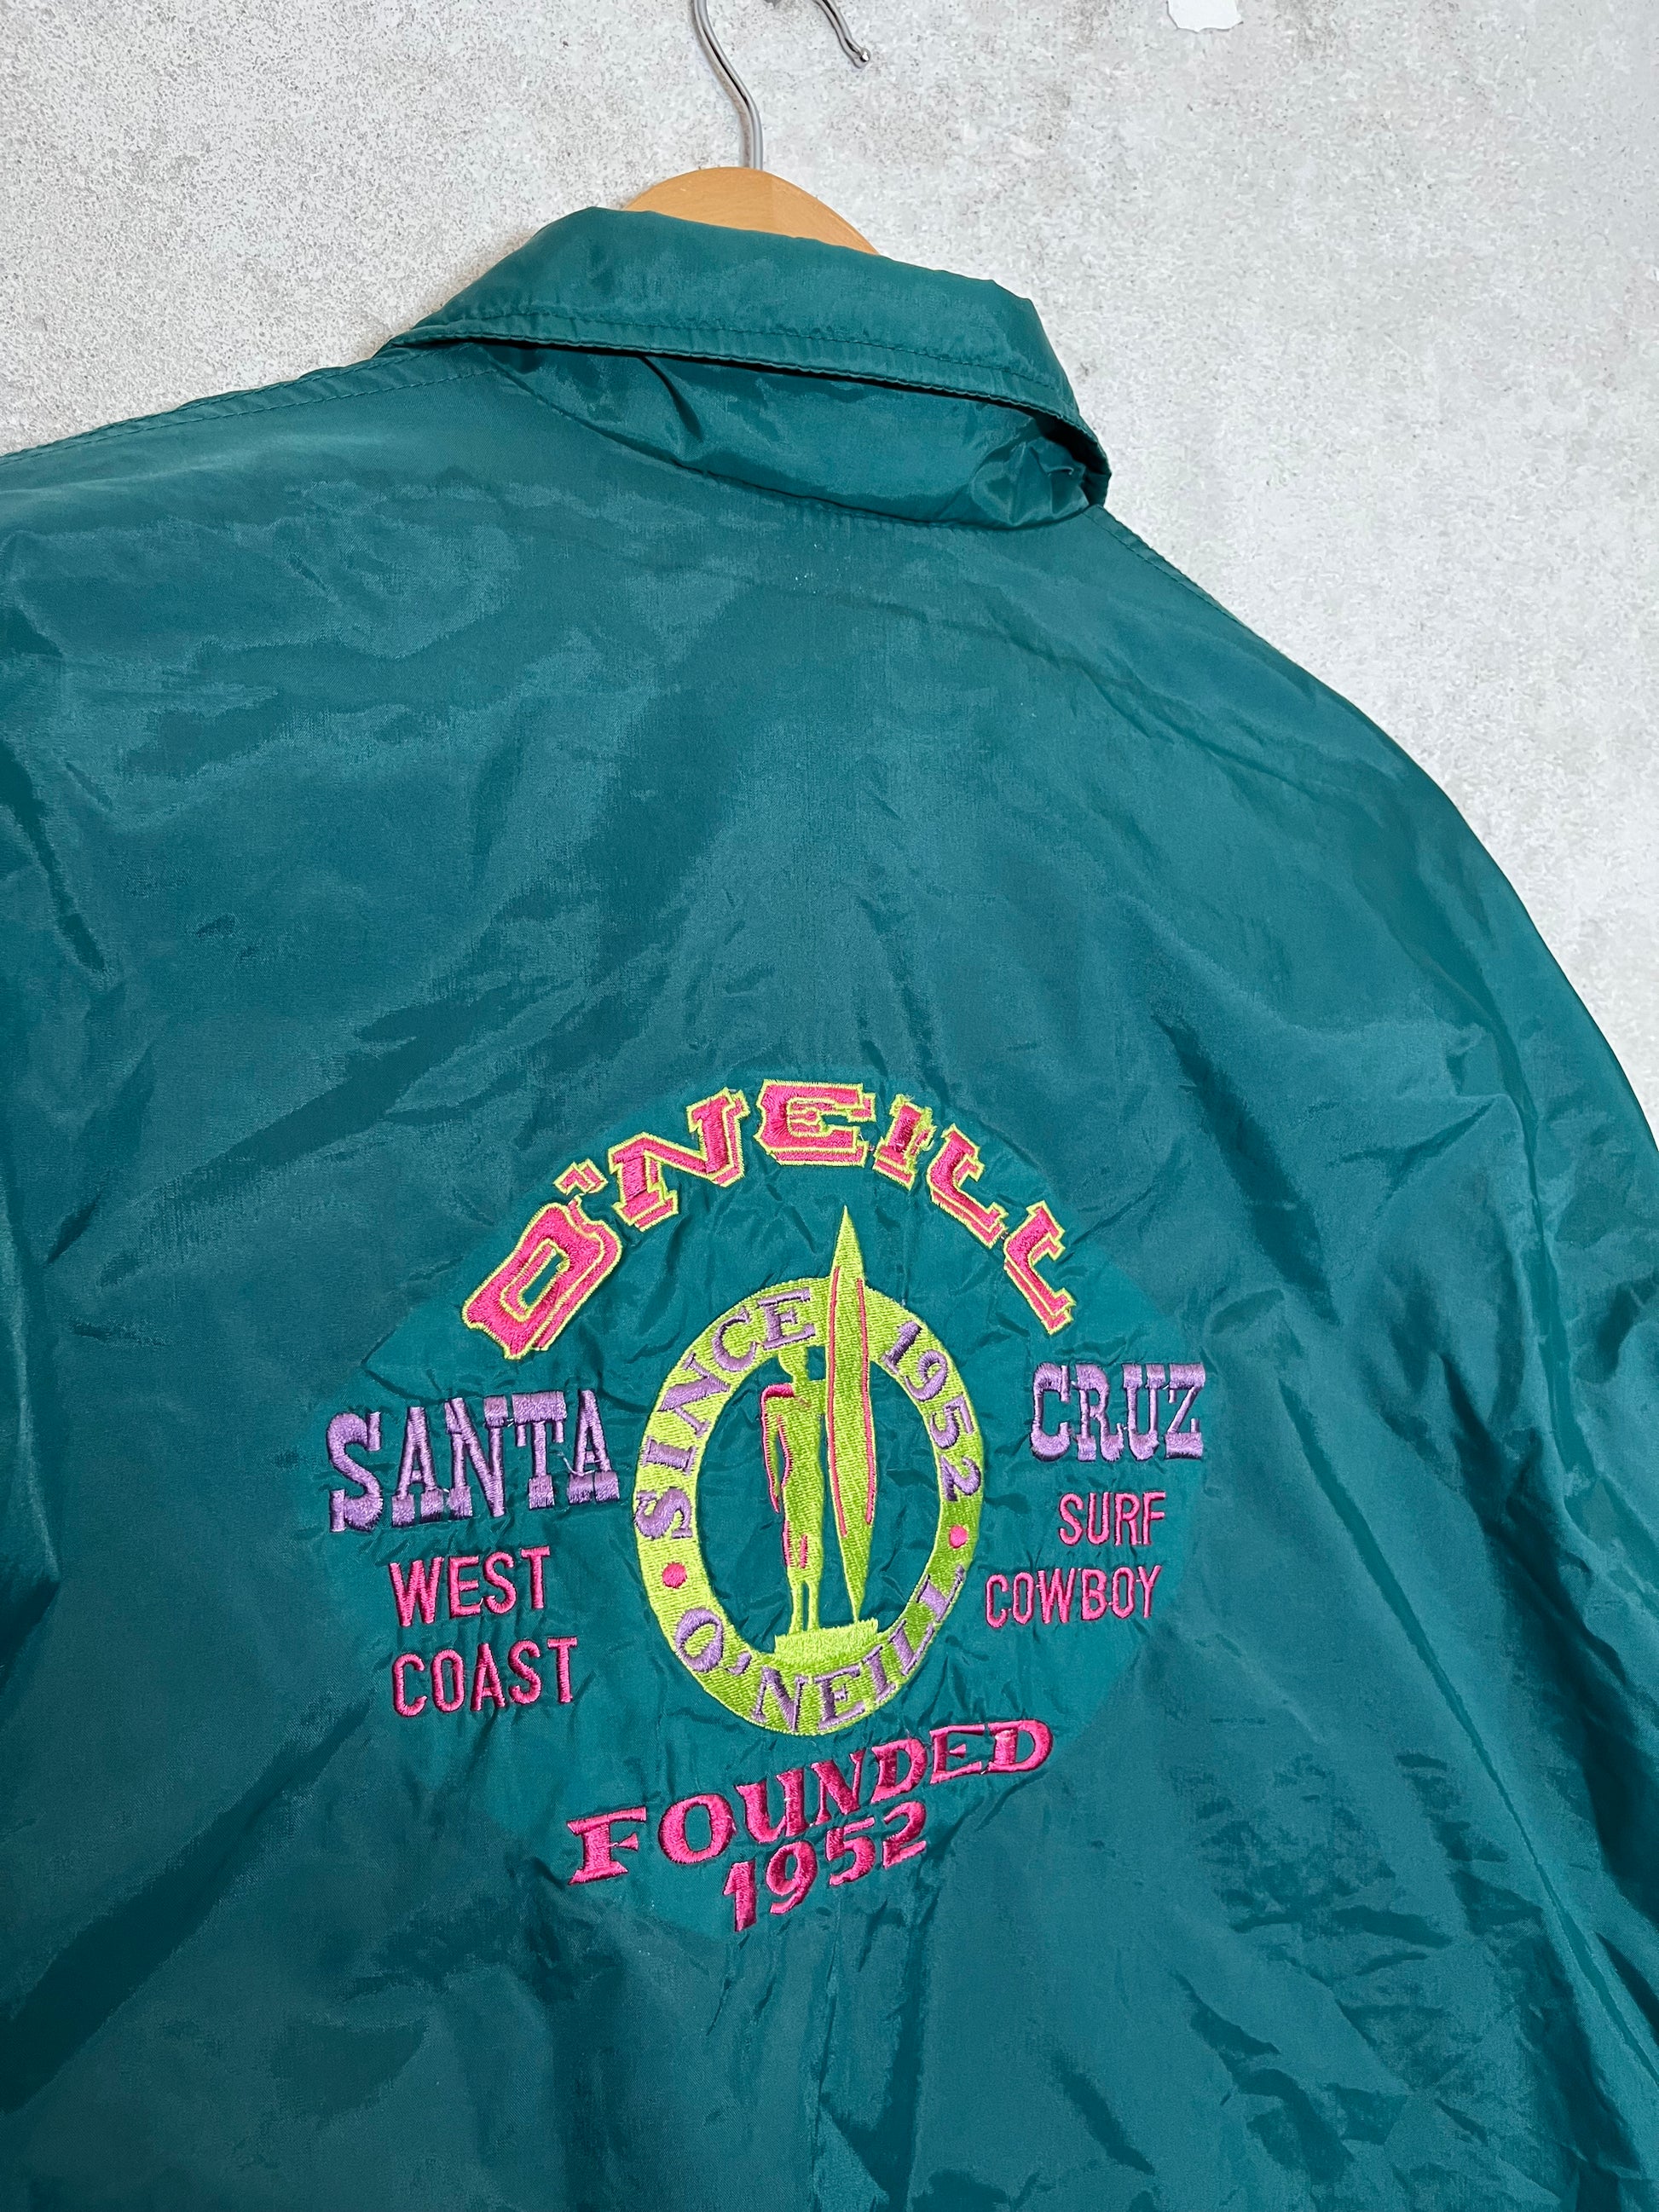 O'NEILL
SINCE 1952
SANTA CRUZ
WEST
COAST
SURF
COWBOY
O'NEILL
FOUNDED
1952